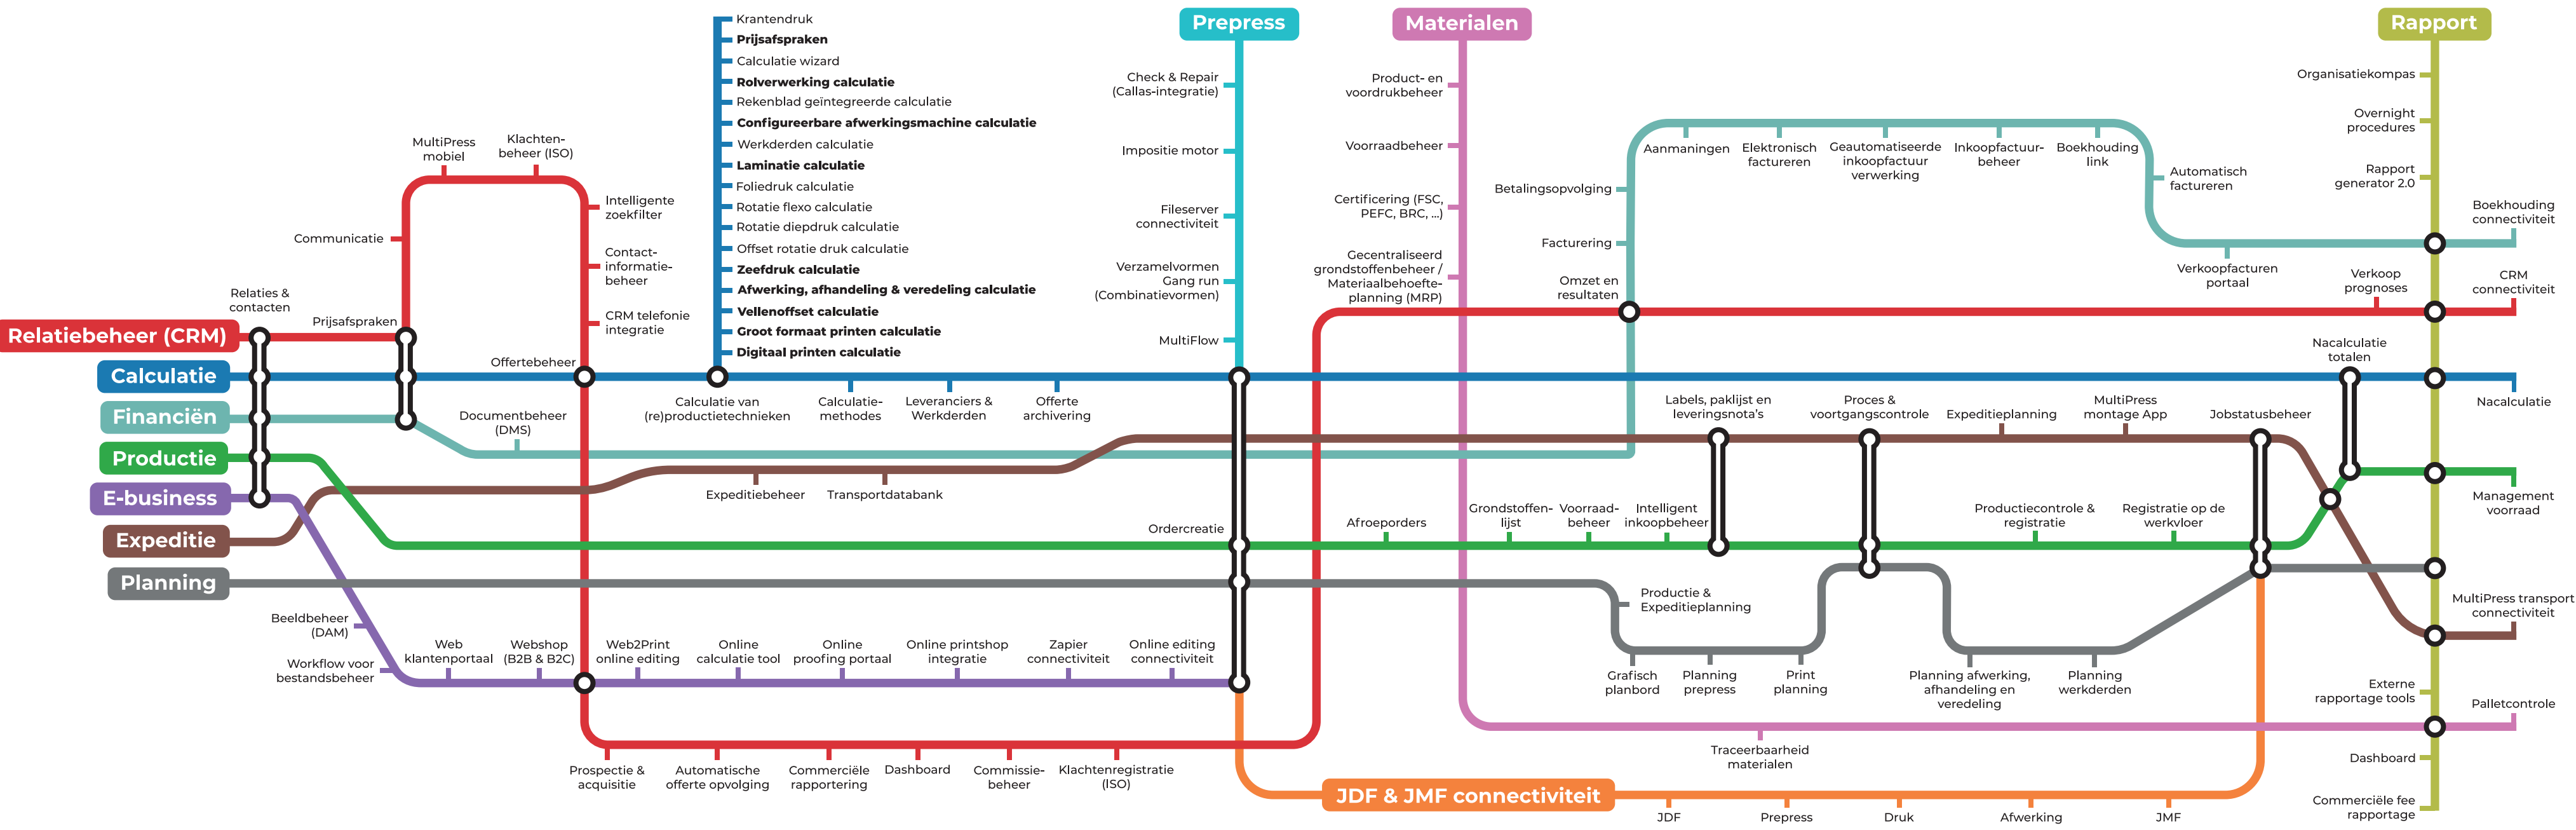 Prepress
Materialen
Rapport
Krantendruk
Prijsafspraken
Calculatie wizard
Rolverwerking calculatie
Rekenblad geïntegreerde calculatie
Configureerbare afwerkingsmachine calculatie
Werkderden calculatie
Laminatie calculatie
Foliedruk calculatie
Rotatie flexo calculatie
Rotatie diepdruk calculatie
Offset rotatie druk calculatie
Zeefdruk calculatie
Afwerking, afhandeling & veredeling calculatie
Vellenoffset calculatie
Groot formaat printen calculatie
Digitaal printen calculatie
Check & Repair
(Callas-integratie)
Impositie motor
Fileserver
connectiviteit
Verzamelvormen
Gang run
(Combinatievormen)
MultiFlow
Product- en
voordrukbeheer
Voorraadbeheer
Certificering (FSC,
PEFC, BRC, ...)
Gecentraliseerd
grondstoffenbeheer /
Materiaalbehoefte-
planning (MRP)
Organisatiekompas
Overnight
procedures
Rapport
generator 2.0
MultiPress
mobiel
Klachten-
beheer (ISO)
Communicatie
Intelligente
zoekfilter
Contact-
informatie-
beheer
CRM telefonie
integratie
Relaties &
contacten
Prijsafspraken
Offertebeheer
Betalingsopvolging
Facturering
Omzet en
resultaten
Aanmaningen
Elektronisch
factureren
Geautomatiseerde
inkoopfactuur
verwerking
Inkoopfactuur-
beheer
Boekhouding
link
Automatisch
factureren
Verkoopfacturen
portaal
Boekhouding
connectiviteit
Verkoop
prognoses
CRM
connectiviteit
Relatiebeheer (CRM)
Calculatie
Financiën
Productie
E-business
Expeditie
Planning
Nacalculatie
totalen
Nacalculatie
Documentbeheer
(DMS)
Calculatie van
(re)productietechnieken
Calculatie-
methodes
Leveranciers &
Werkderden
Offerte
archivering
Labels, paklijst en
leveringsnota's
Proces &
voortgangscontrole
Expeditieplanning
MultiPress
montage App
Jobstatusbeheer
Expeditiebeheer
Transportdatabank
Ordercreatie
Afroeporders
Grondstoffen-
lijst
Voorraad-
beheer
Intelligent
inkoopbeheer
Productiecontrole &
registratie
Registratie op de
werkvloer
Management
voorraad
Productie &
Expeditieplanning
MultiPress transport
connectiviteit
Beeldbeheer
(DAM)
Workflow voor
bestandsbeheer
Web
klantenportaal
Webshop
(B2B & B2C)
Web2Print
online editing
Online
calculatie tool
Online
proofing portaal
Online printshop
integratie
Zapier
connectiviteit
Online editing
connectiviteit
Grafisch
planbord
Planning
prepress
Print
planning
Planning afwerking,
afhandeling en
veredeling
Planning
werkderden
Externe
rapportage tools
Palletcontrole
Traceerbaarheid
materialen
Prospectie &
acquisitie
Automatische
offerte opvolging
Commerciële
rapportering
Dashboard
Commissie-
beheer
Klachtenregistratie
(ISO)
Dashboard
Commerciële fee
rapportage
JDF & JMF connectiviteit
JDF
Prepress
Druk
Afwerking
JMF